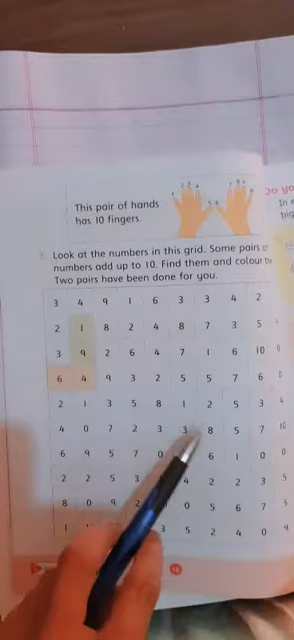 This pair of hands
has 10 fingers.
Do yo
In
big
3. Look at the numbers in this grid. Some pairs of
numbers add up to 10. Find them and colour the
Two pairs have been done for you.
3 4 9 1 6 3 3 4 2
2 1 8 2 4 8 7 3 5
3 9 2 6 4 7 1 6 10
6 4 9 3 2 5 5 7 6
2 1 3 5 8 1 2 5 3
4 0 7 2 3 3 8 5 7
6 9 5 7 0 6 1 0
2 2 5 3 4 2 2 3
8 0 9 2 0 5 6 7
1 3 5 2 4 0